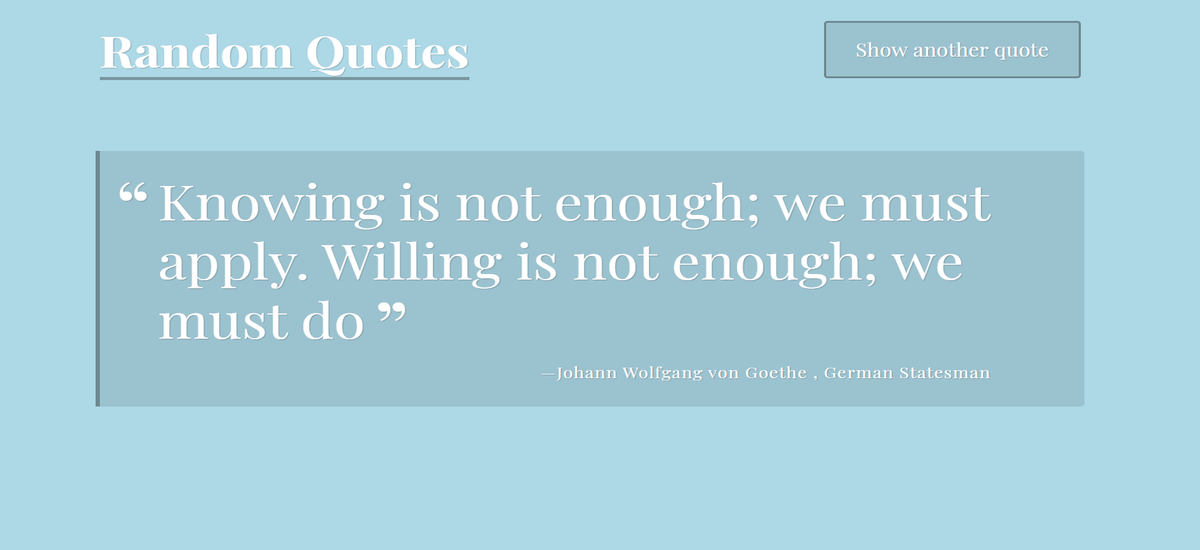 Random Quotes
Show another quote
“ Knowing is not enough; we must
apply. Willing is not enough; we
must do ”
—Johann Wolfgang von Goethe , German Statesman